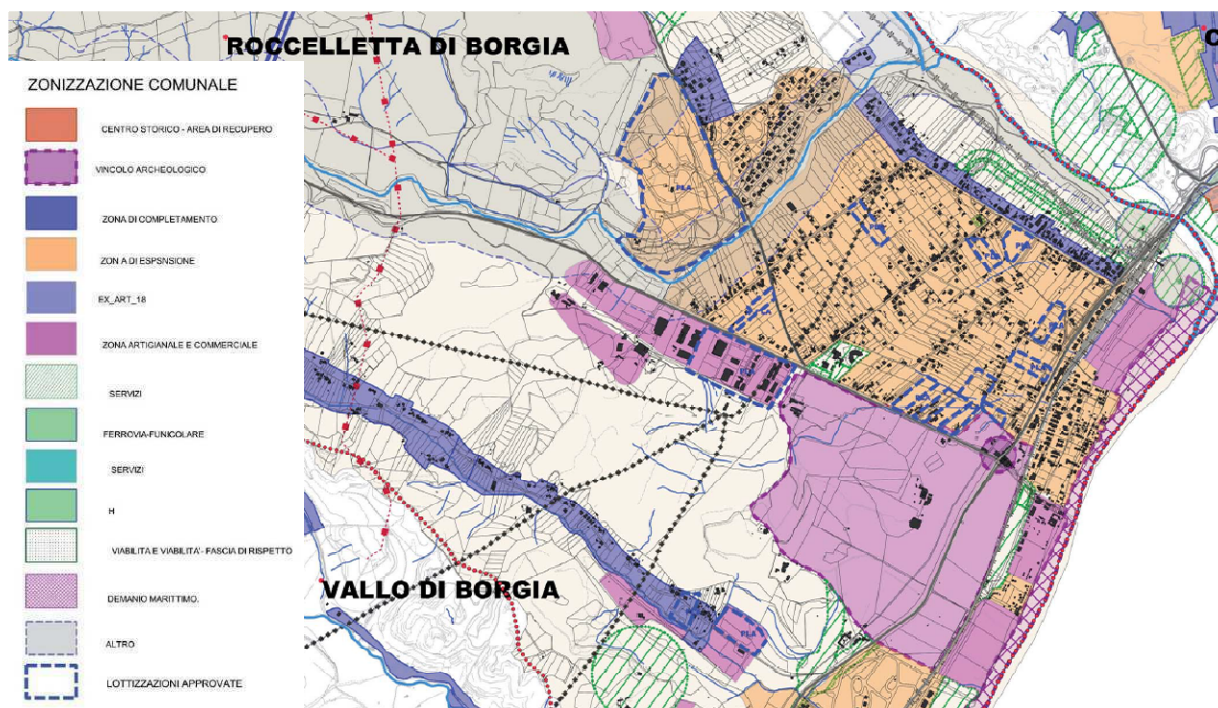 ROCCELLETTA DI BORGIA
C
ZONIZZAZIONE COMUNALE
CENTRO STORICO - AREA DI RECUPERO
VINCOLO ARCHEOLOGICO
ZONA DI COMPLETAMENTO
ZON A DI ESPSNSIONE
EX_ART_18
ZONA ARTIGIANALE E COMMERCIALE
SERVIZI
FERROVIA-FUNICOLARE
SERVIZI
H
VIABILITA E VIABILITA'- FASCIA DI RISPETTO
DEMANIO MARITTIMO.
ALTRO
LOTTIZZAZIONI APPROVATE
VALLO DI BORGIA
P.L.A